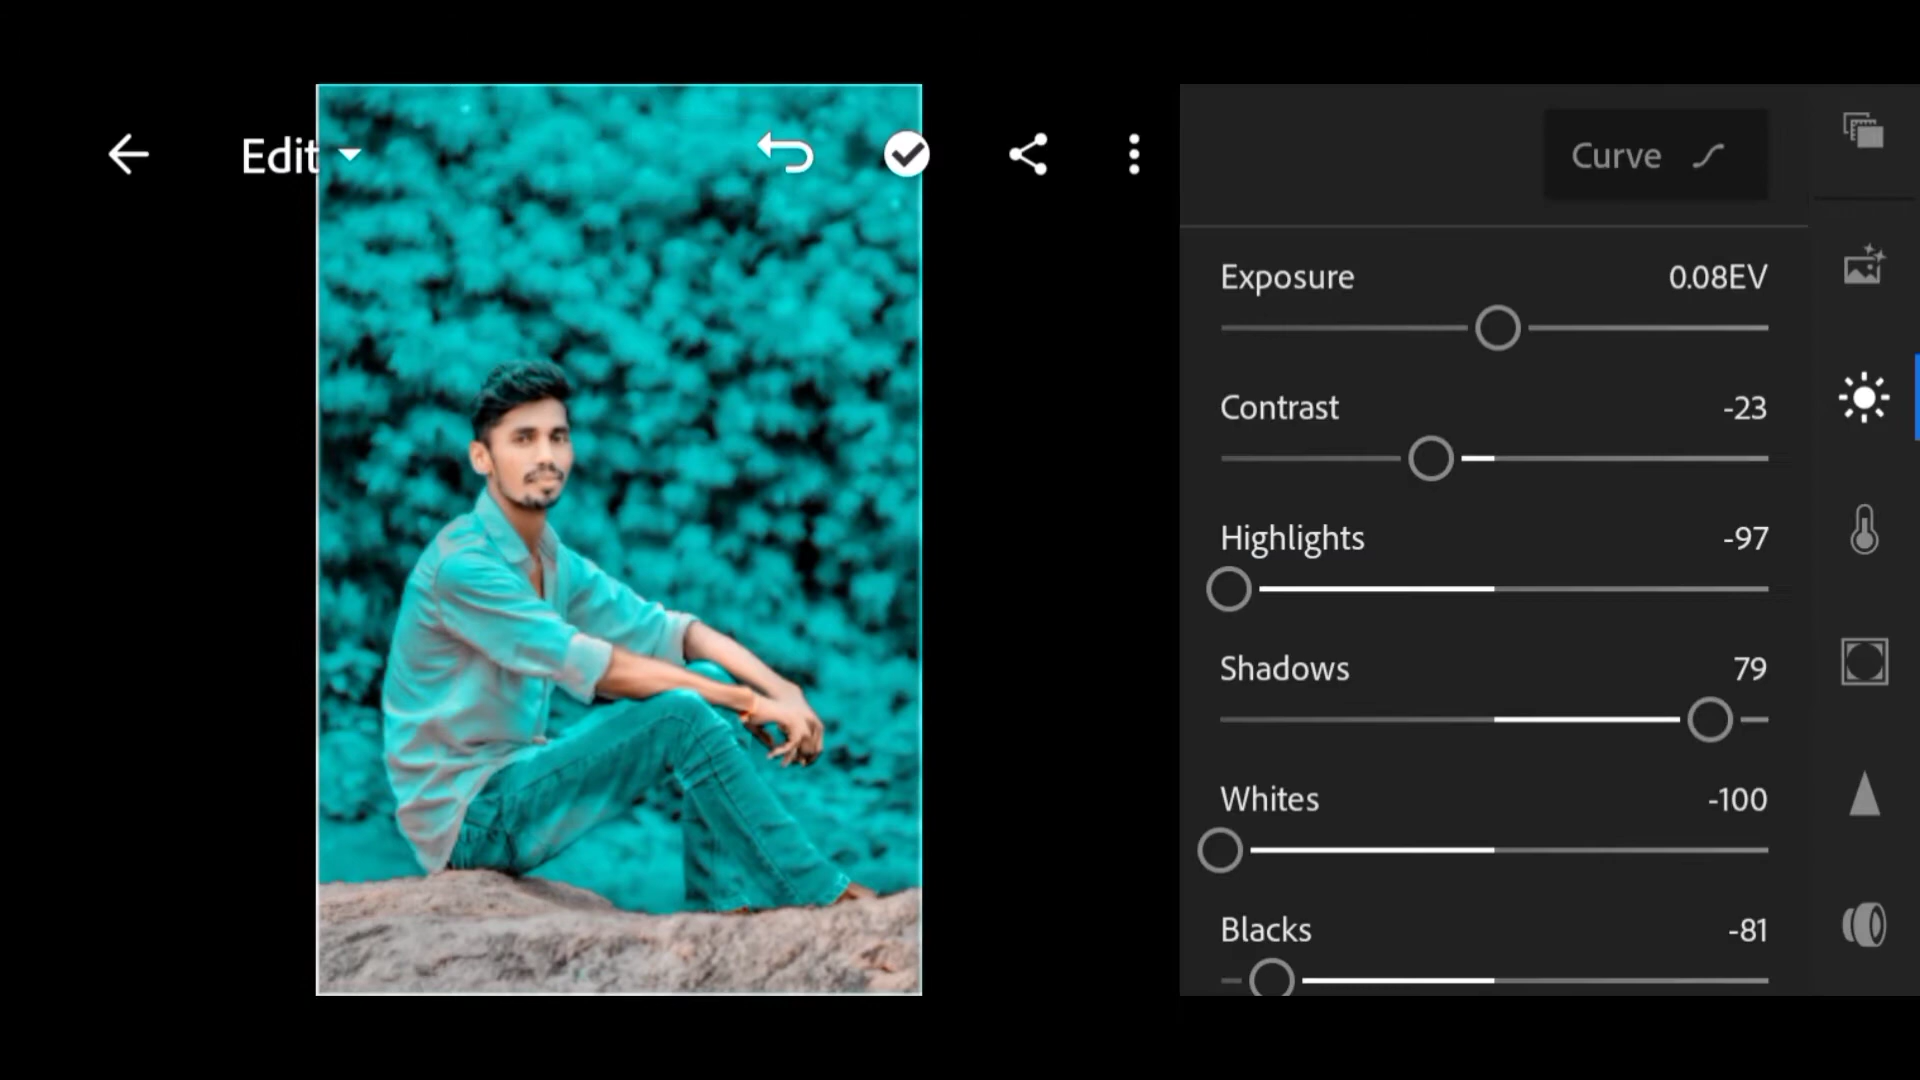 Edit
Curve
Exposure 0.08EV
Contrast -23
Highlights -97
Shadows 79
Whites -100
Blacks -81